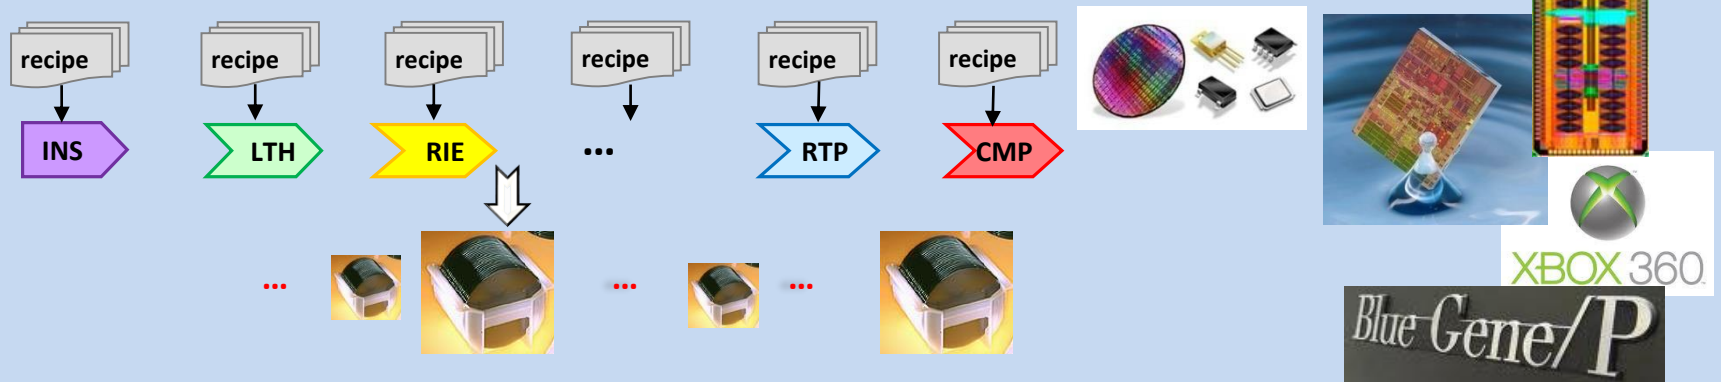 recipe
recipe
recipe
recipe
recipe
recipe
INS
LTH
RIE
...
RTP
CMP
...
...
...
XBOX 360
Blue Gene/P